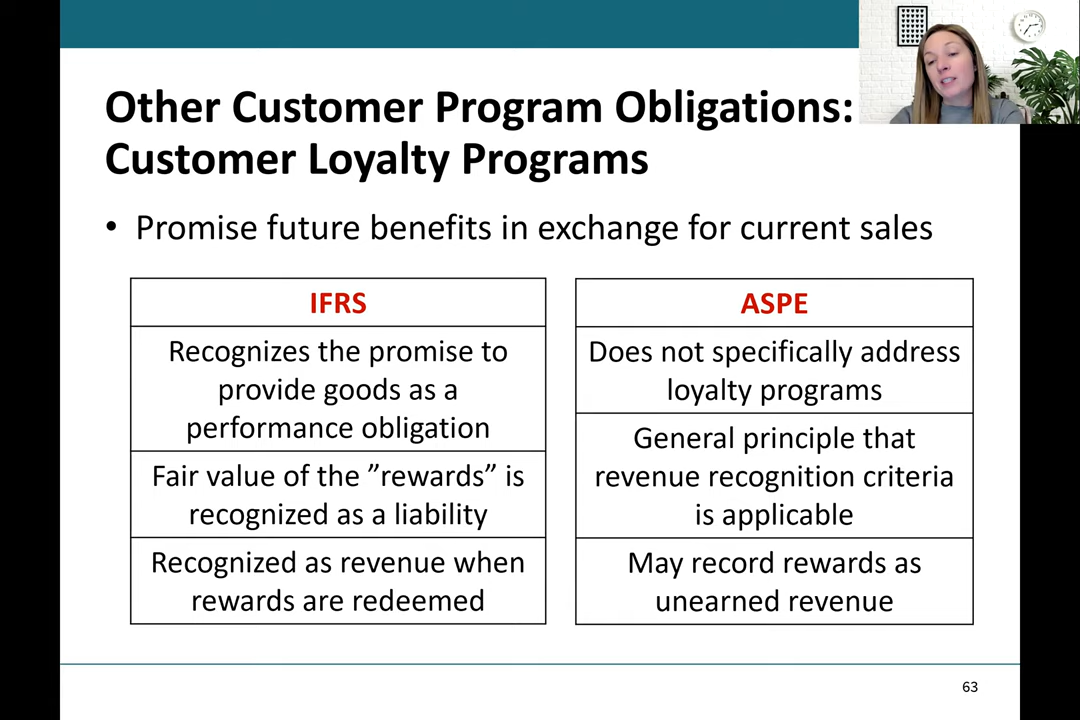 Other Customer Program Obligations:
Customer Loyalty Programs
• Promise future benefits in exchange for current sales
IFRS
Recognizes the promise to
provide goods as a
performance obligation
Fair value of the ”rewards” is
recognized as a liability
Recognized as revenue when
rewards are redeemed
ASPE
Does not specifically address
loyalty programs
General principle that
revenue recognition criteria
is applicable
May record rewards as
unearned revenue
63